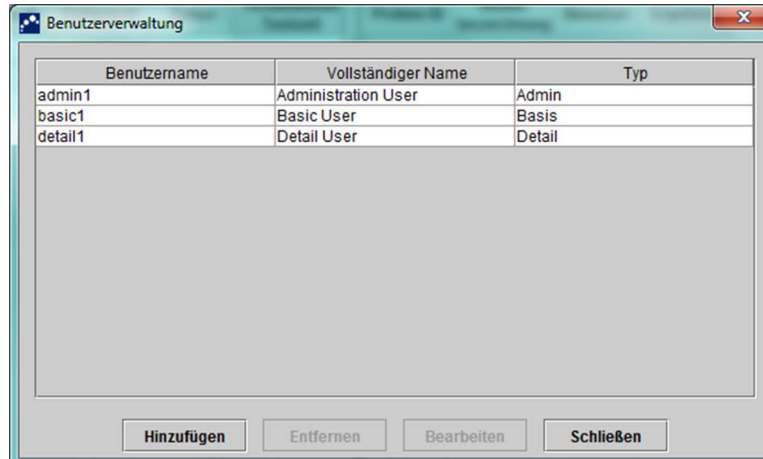 Benutzerverwaltung
Benutzername Vollständiger Name Typ
admin1 Administration User Admin
basic1 Basic User Basis
detail1 Detail User Detail
Hinzufügen Entfernen Bearbeiten Schließen